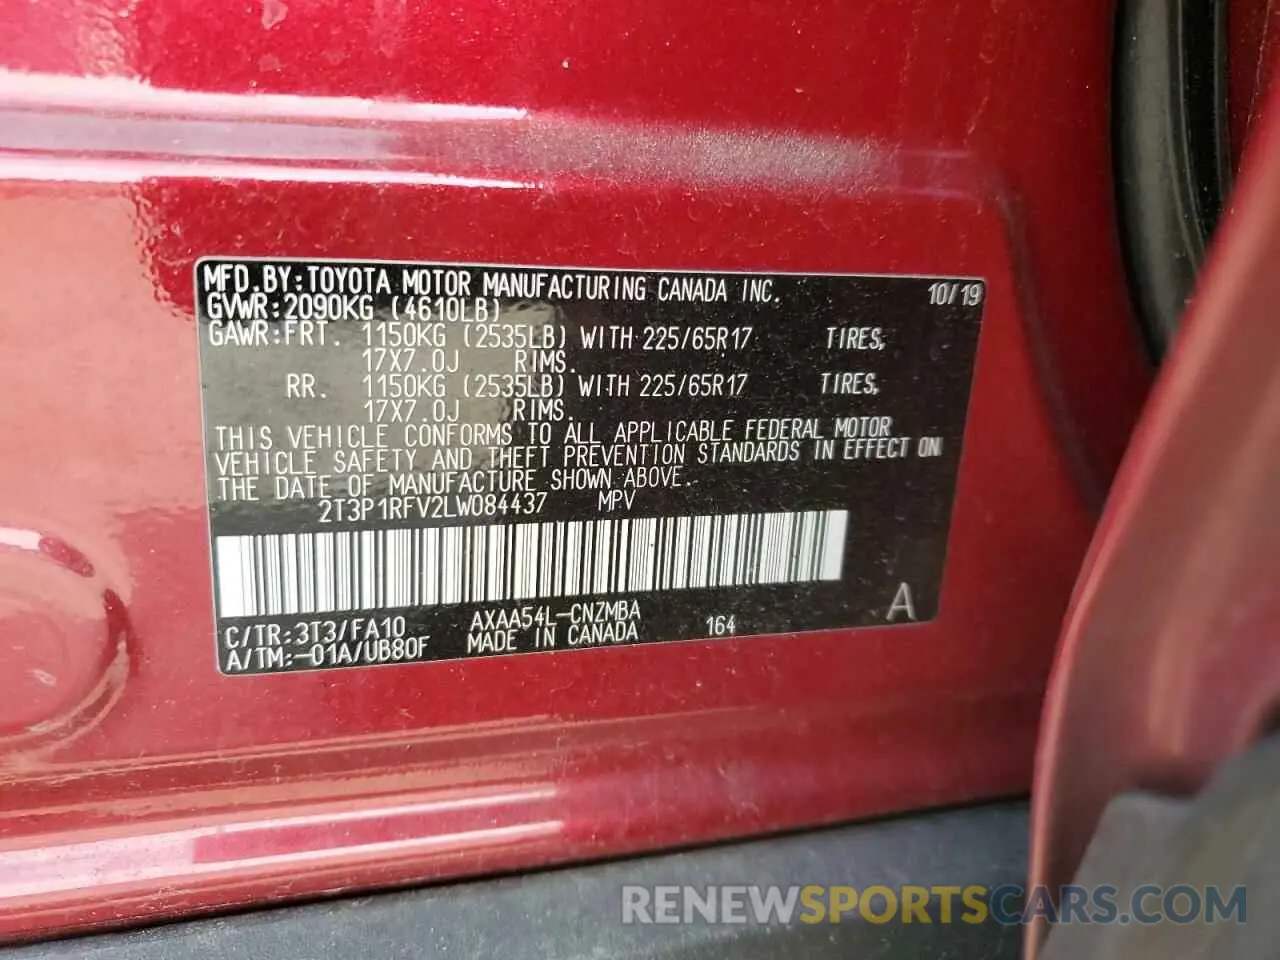 MFD.BY:TOYOTA MOTOR MANUFACTURING CANADA INC. 10/19
GVWR:2090KG (4610LB)
GAWR:FRT. 1150KG (2535LB) WITH 225/65R17 TIRES,
17X7.0J RIMS.
RR. 1150KG (2535LB) WITH 225/65R17 TIRES,
17X7.0J RIMS.
THIS VEHICLE CONFORMS TO ALL APPLICABLE FEDERAL MOTOR
VEHICLE SAFETY AND THEFT PREVENTION STANDARDS IN EFFECT ON
THE DATE OF MANUFACTURE SHOWN ABOVE.
2T3P1RFV2LW084437 MPV
C/TR:3T3/FA10 AXAA54L-CNZMBA 164 A
A/TM:-01A/UB80F MADE IN CANADA
RENEWSPORTSCARS.COM